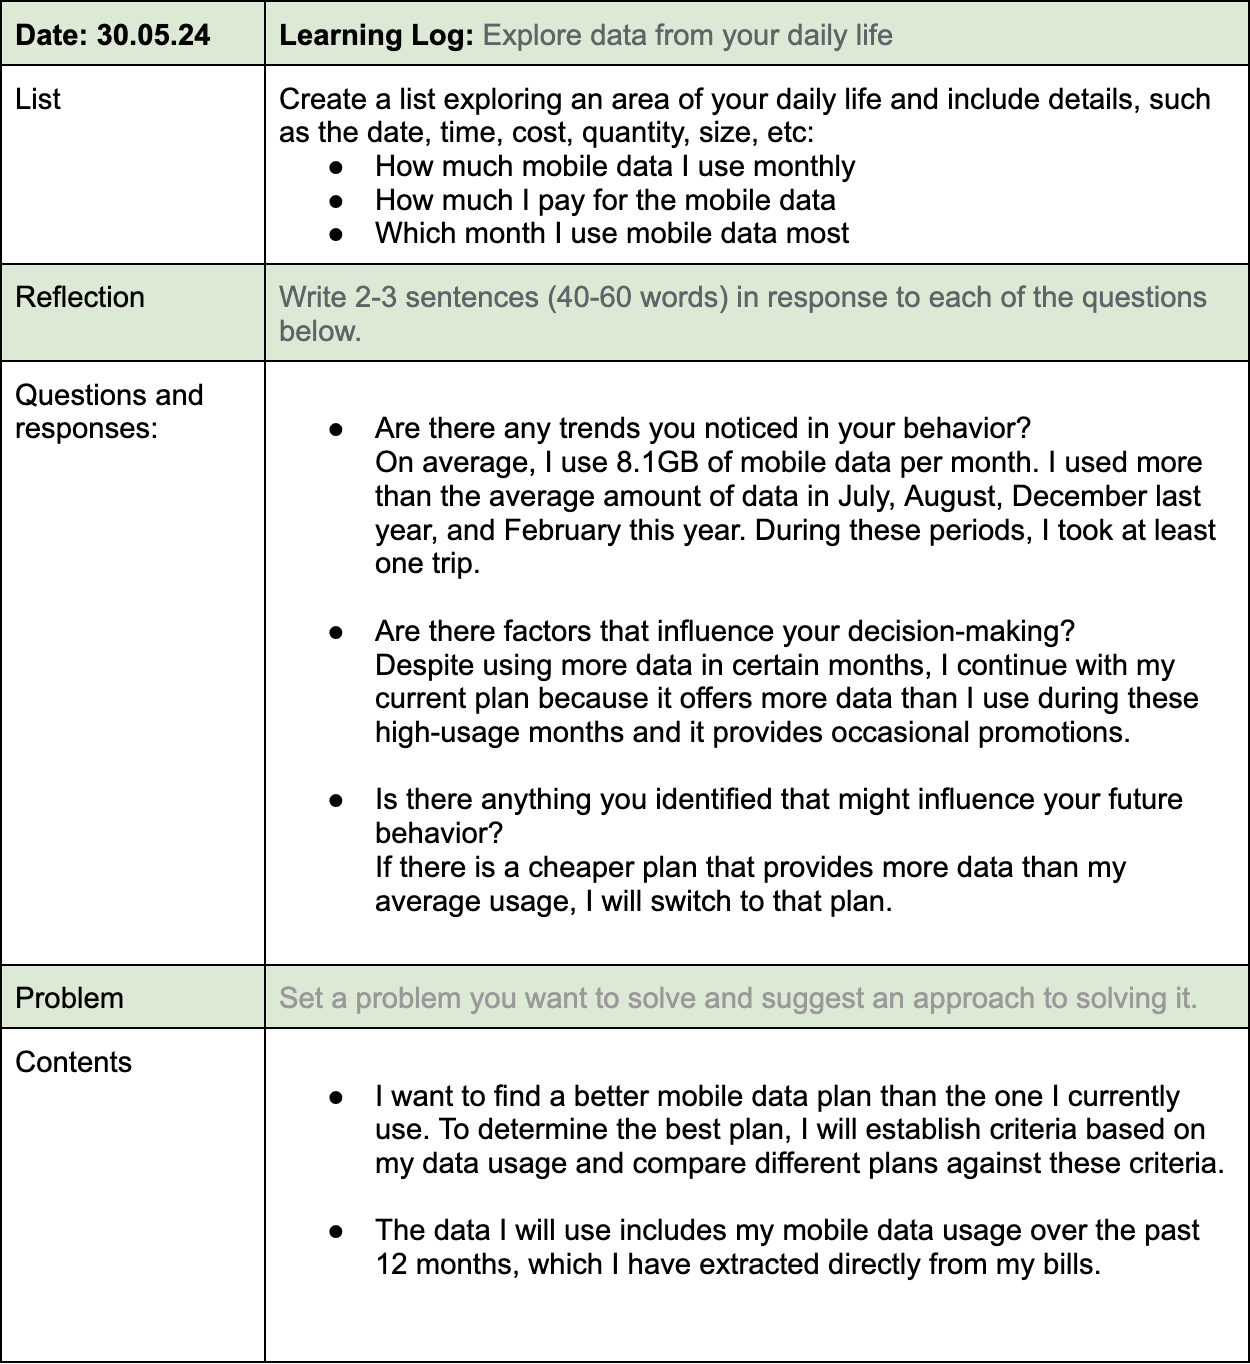 Date: 30.05.24
Learning Log: Explore data from your daily life
List
Create a list exploring an area of your daily life and include details, such
as the date, time, cost, quantity, size, etc:
● How much mobile data I use monthly
● How much I pay for the mobile data
● Which month I use mobile data most
Reflection
Write 2-3 sentences (40-60 words) in response to each of the questions
below.
Questions and
responses:
● Are there any trends you noticed in your behavior?
On average, I use 8.1GB of mobile data per month. I used more
than the average amount of data in July, August, December last
year, and February this year. During these periods, I took at least
one trip.
● Are there factors that influence your decision-making?
Despite using more data in certain months, I continue with my
current plan because it offers more data than I use during these
high-usage months and it provides occasional promotions.
● Is there anything you identified that might influence your future
behavior?
If there is a cheaper plan that provides more data than my
average usage, I will switch to that plan.
Problem
Set a problem you want to solve and suggest an approach to solving it.
Contents
● I want to find a better mobile data plan than the one I currently
use. To determine the best plan, I will establish criteria based on
my data usage and compare different plans against these criteria.
● The data I will use includes my mobile data usage over the past
12 months, which I have extracted directly from my bills.